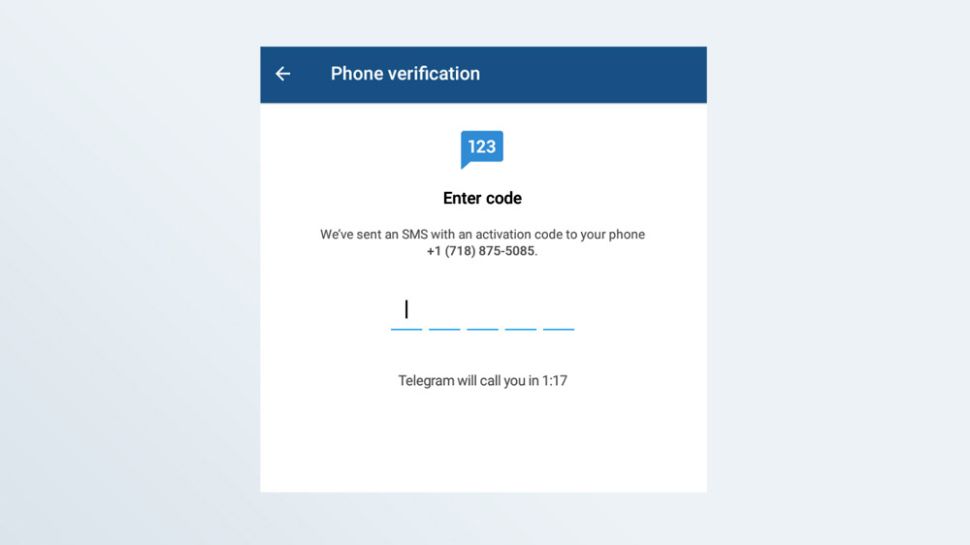 Phone verification
123
Enter code
We've sent an SMS with an activation code to your phone
+1 (718) 875-5085.
Telegram will call you in 1:17